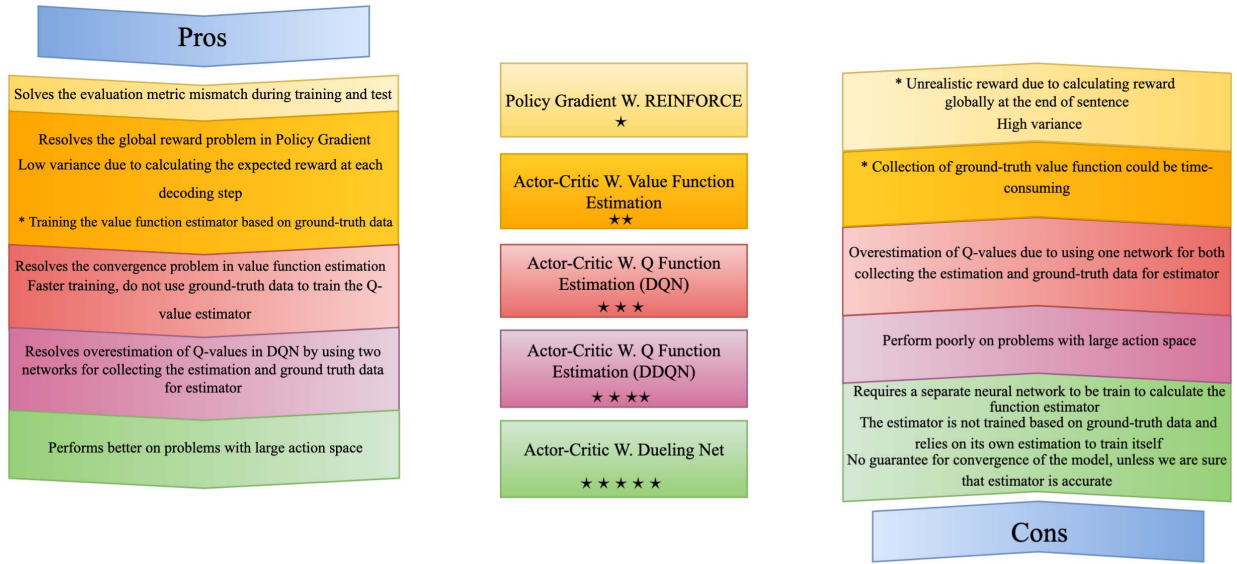 Pros
Solves the evaluation metric mismatch during training and test
Resolves the global reward problem in Policy Gradient
Low variance due to calculating the expected reward at each
decoding step
* Training the value function estimator based on ground-truth data
Resolves the convergence problem in value function estimation
Faster training, do not use ground-truth data to train the Q-
value estimator
Resolves overestimation of Q-values in DQN by using two
networks for collecting the estimation and ground truth data
for estimator
Performs better on problems with large action space
Policy Gradient W. REINFORCE
★
Actor-Critic W. Value Function
Estimation
★★
Actor-Critic W. Q Function
Estimation (DQN)
★ ★ ★
Actor-Critic W. Q Function
Estimation (DDQN)
★ ★ ★★
Actor-Critic W. Dueling Net
★ ★ ★ ★ ★
* Unrealistic reward due to calculating reward
globally at the end of sentence
High variance
* Collection of ground-truth value function could be time-
consuming
Overestimation of Q-values due to using one network for both
collecting the estimation and ground-truth data for estimator
Perform poorly on problems with large action space
Requires a separate neural network to be train to calculate the
function estimator
The estimator is not trained based on ground-truth data and
relies on its own estimation to train itself
No guarantee for convergence of the model, unless we are sure
that estimator is accurate
Cons